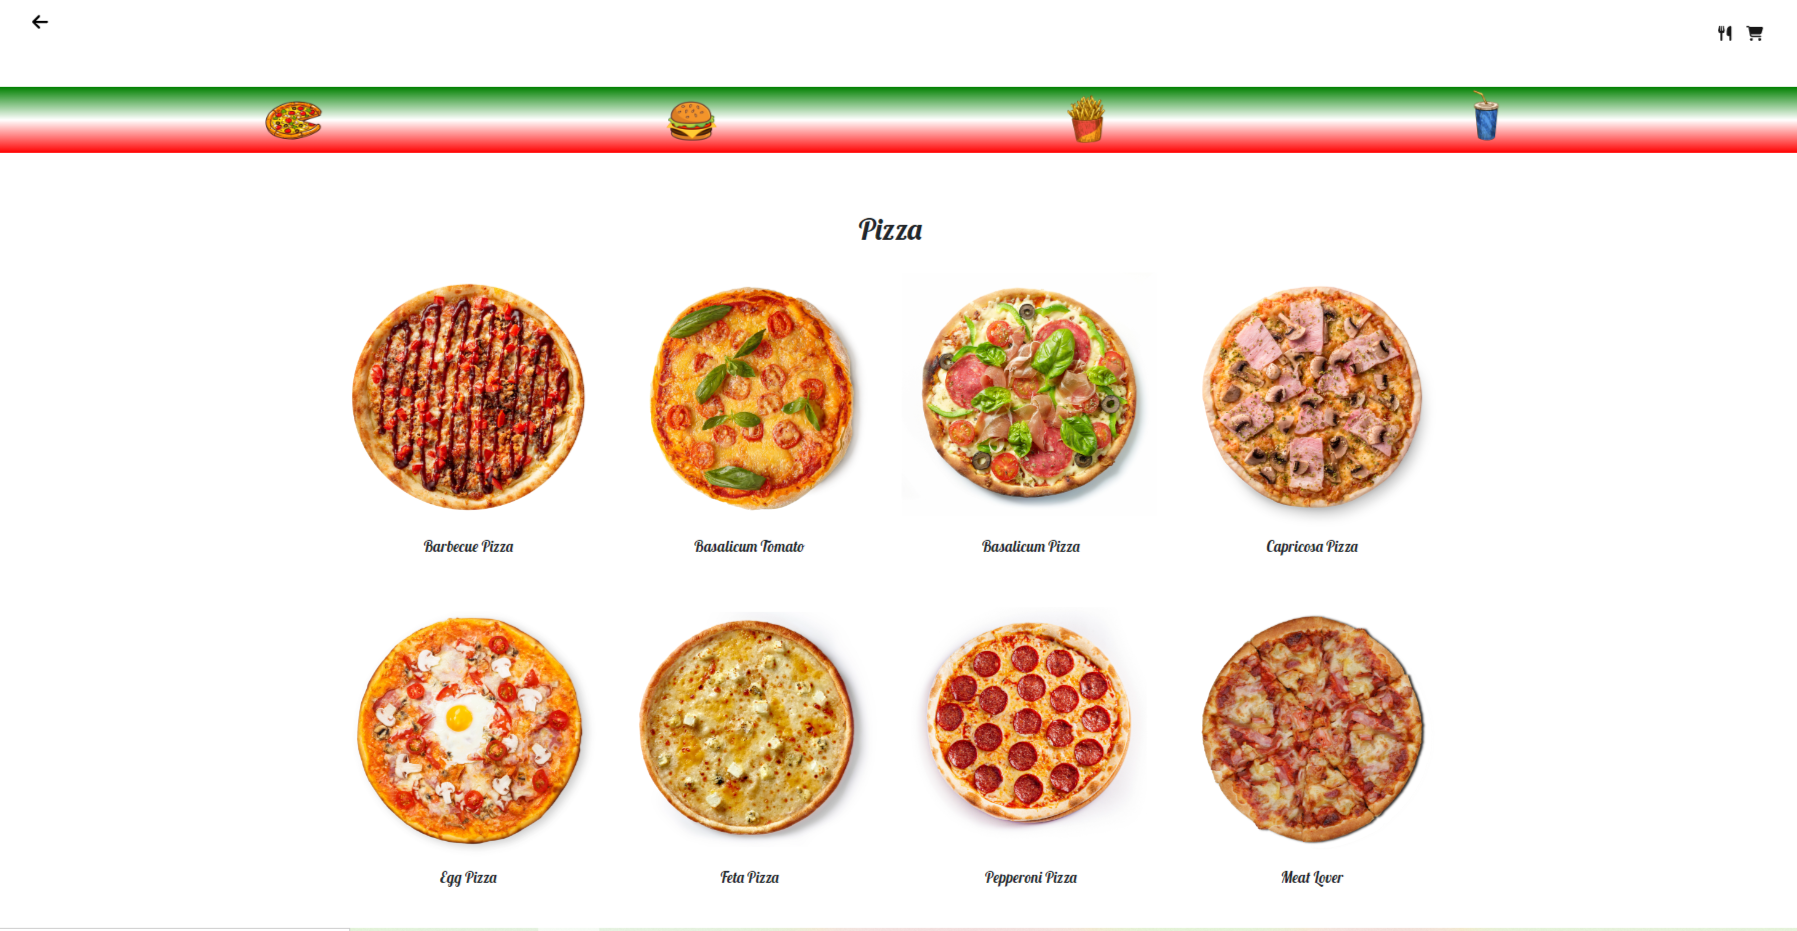 Pizza
Barbecue Pizza
Basalicum Tomato
Basalicum Pizza
Capricosa Pizza
Egg Pizza
Feta Pizza
Pepperoni Pizza
Meat Lover